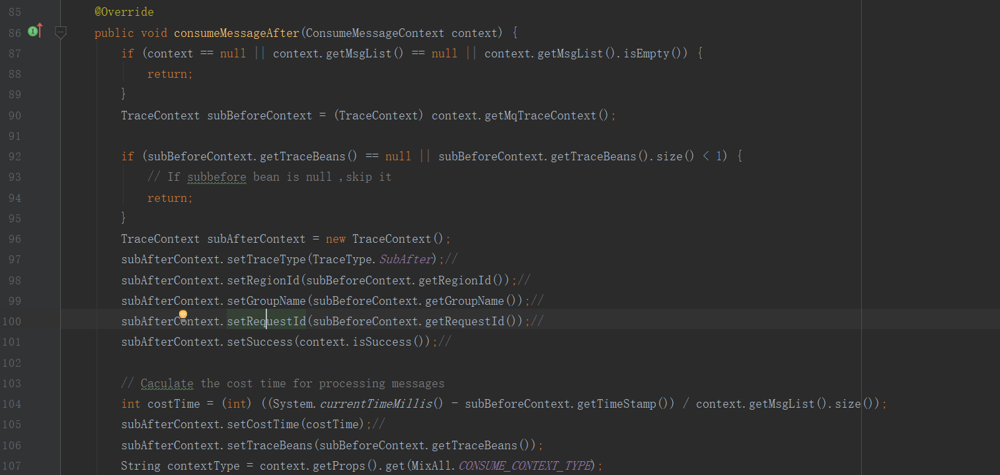 85 @Override
86 public void consumeMessageAfter(ConsumeMessageContext context) {
87 if (context == null || context.getMsgList() == null || context.getMsgList().isEmpty()) {
88 return;
89 }
90 TraceContext subBeforeContext = (TraceContext) context.getMqTraceContext();
91
92 if (subBeforeContext.getTraceBeans() == null || subBeforeContext.getTraceBeans().size() < 1) {
93 // If subbefore bean is null ,skip it
94 return;
95 }
96 TraceContext subAfterContext = new TraceContext();
97 subAfterContext.setTraceType(TraceType.SubAfter);//
98 subAfterContext.setRegionId(subBeforeContext.getRegionId());//
99 subAfterContext.setGroupName(subBeforeContext.getGroupName());//
100 subAfterContext.setRequestId(subBeforeContext.getRequestId());//
101 subAfterContext.setSuccess(context.isSuccess());//
102
103 // Caculate the cost time for processing messages
104 int costTime = (int) ((System.currentTimeMillis() - subBeforeContext.getTimeStamp()) / context.getMsgList().size());
105 subAfterContext.setCostTime(costTime);//
106 subAfterContext.setTraceBeans(subBeforeContext.getTraceBeans());
107 String contextType = context.getProps().get(MixAll.CONSUME_CONTEXT_TYPE);